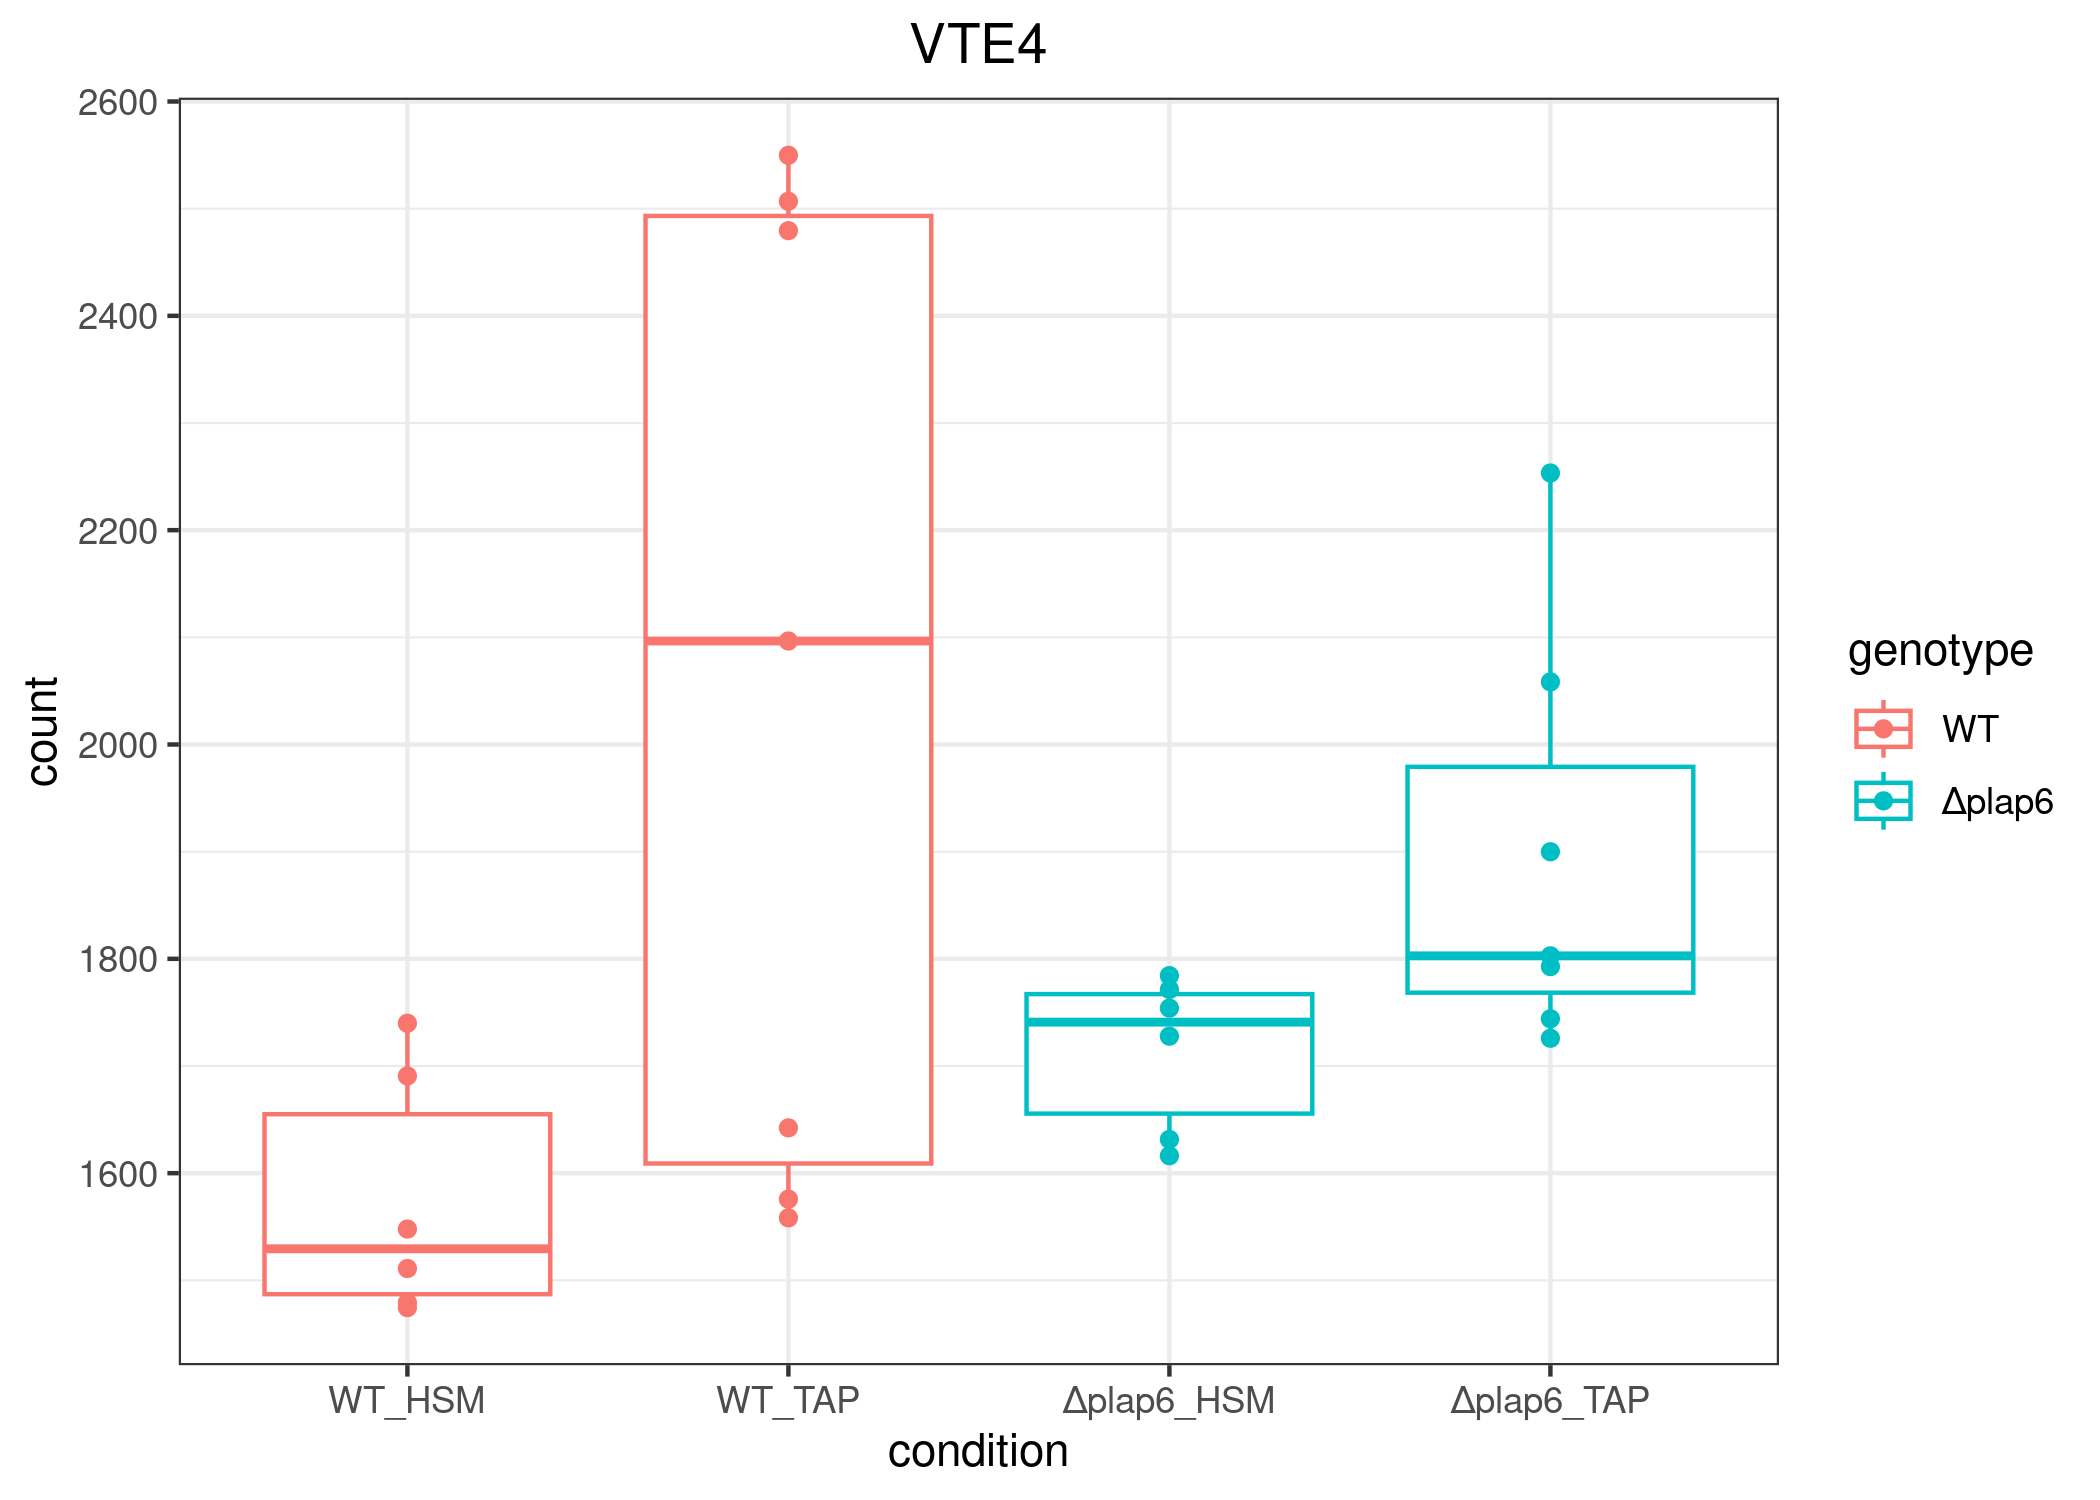 VTE4
2600
2400
2200
2000
1800
1600
count
WT_HSM
WT_TAP
Δplap6_HSM
Δplap6_TAP
condition
genotype
WT
Δplap6